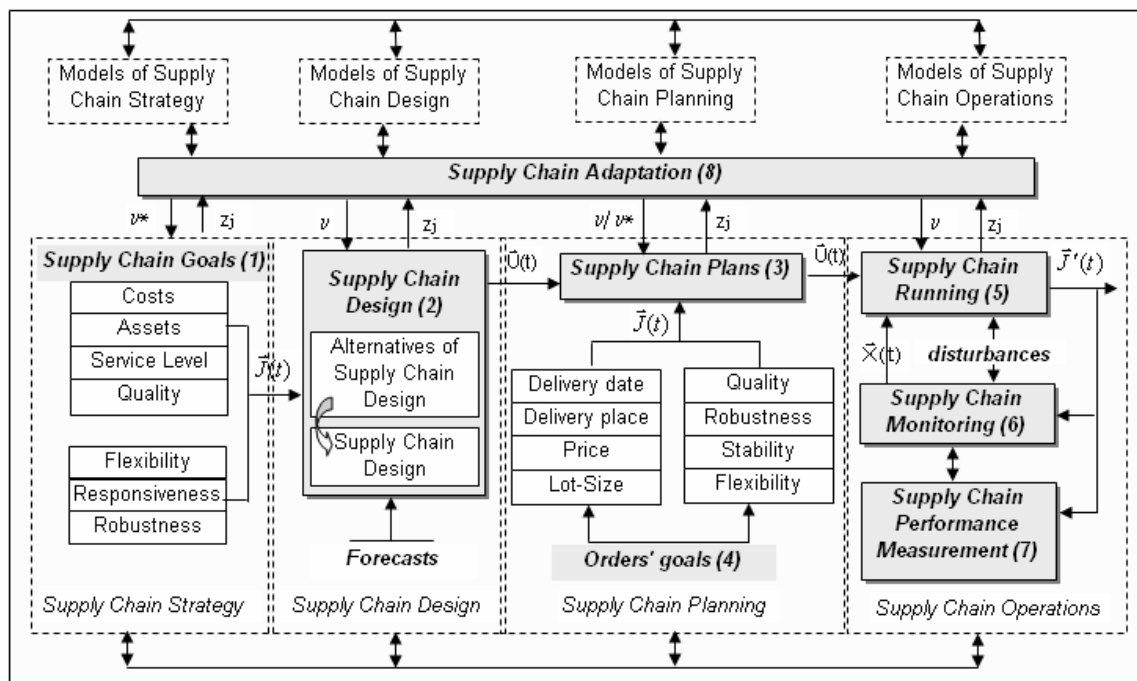 Models of Supply
Chain Strategy
Models of Supply
Chain Design
Models of Supply
Chain Planning
Models of Supply
Chain Operations
Supply Chain Adaptation (8)
v*
zj
v
zj
v/ v*
zj
v
zj
Supply Chain Goals (1)
Costs
Assets
Service Level
Quality
Flexibility
Responsiveness
Robustness
Supply Chain Strategy
J⃗(t)
Supply Chain
Design (2)
Alternatives of
Supply Chain
Design
Supply Chain
Design
Forecasts
Supply Chain Design
U⃗(t)
Supply Chain Plans (3)
J⃗(t)
Delivery date
Delivery place
Price
Lot-Size
Quality
Robustness
Stability
Flexibility
Orders' goals (4)
Supply Chain Planning
U⃗(t)
Supply Chain
Running (5)
J⃗'(t)
X⃗(t)
disturbances
Supply Chain
Monitoring (6)
Supply Chain
Performance
Measurement (7)
Supply Chain Operations